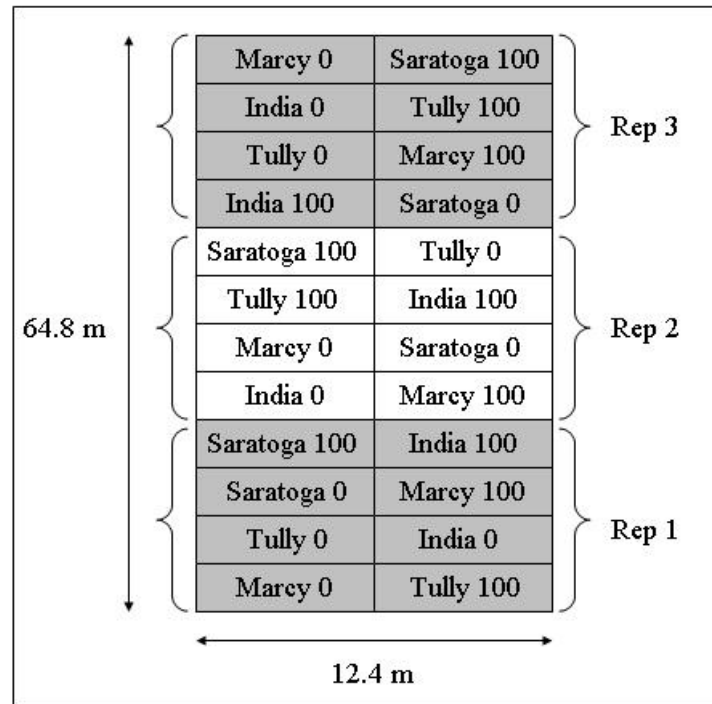 Marcy 0 Saratoga 100
India 0 Tully 100
Rep 3
Tully 0 Marcy 100
India 100 Saratoga 0
Saratoga 100 Tully 0
Tully 100 India 100
64.8 m
Rep 2
Marcy 0 Saratoga 0
India 0 Marcy 100
Saratoga 100 India 100
Saratoga 0 Marcy 100
Rep 1
Tully 0 India 0
Marcy 0 Tully 100
12.4 m